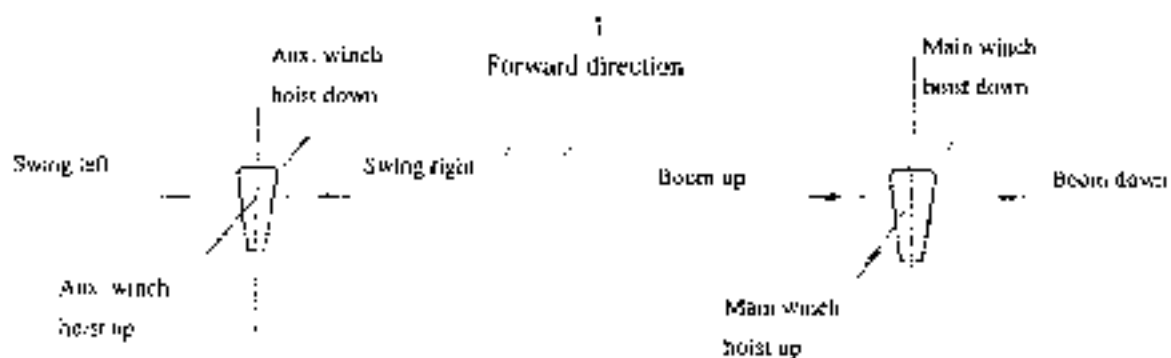 Aux. winch
hoist down
Forward direction
Main winch
hoist down
Swing left
Swing right
Boom up
Boom down
Aux. winch
hoist up
Main winch
hoist up